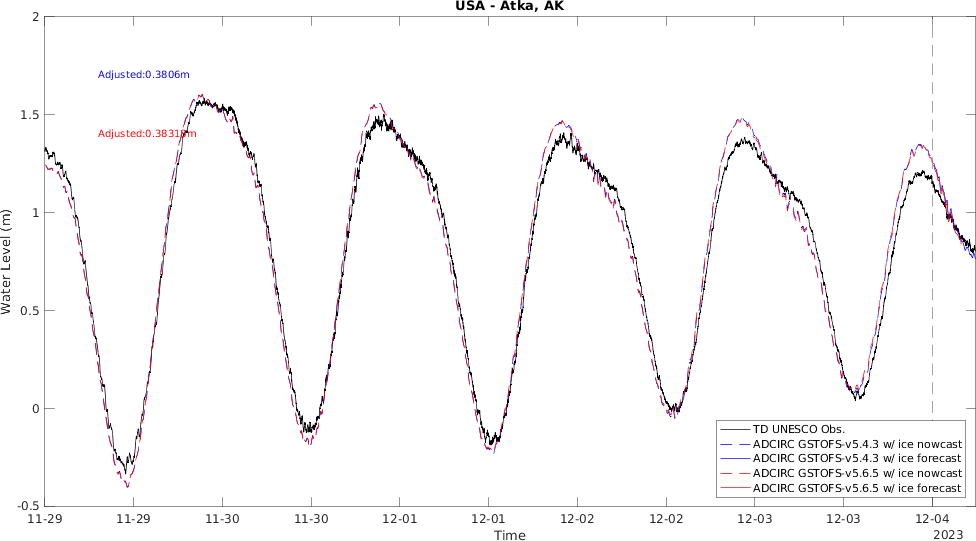 USA - Atka, AK
2
1.5
1
0.5
0
-0.5
Water Level (m)
Adjusted:0.3806m
Adjusted:0.38315m
TD UNESCO Obs.
ADCIRC GSTOFS-v5.4.3 w/ ice nowcast
ADCIRC GSTOFS-v5.4.3 w/ ice forecast
ADCIRC GSTOFS-v5.6.5 w/ ice nowcast
ADCIRC GSTOFS-v5.6.5 w/ ice forecast
11-29 11-29 11-30 11-30 12-01 12-01 12-02 12-02 12-03 12-03 12-04
2023
Time